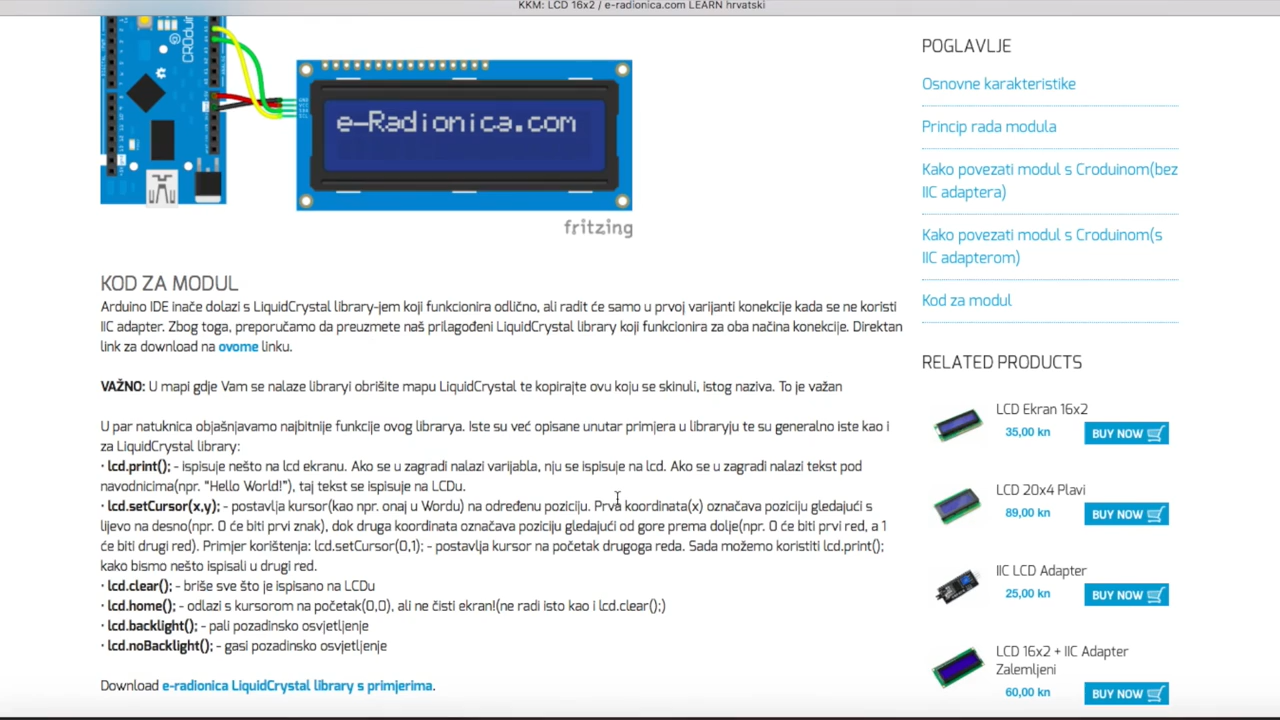 KKM: LCD 16x2 / e-radionica.com LEARN hrvatski
e-Radionica.com
fritzing
KOD ZA MODUL
Arduino IDE inače dolazi s LiquidCrystal library-jem koji funkcionira odlično, ali radit će samo u prvoj varijanti konekcije kada se ne koristi
IIC adapter. Zbog toga, preporučamo da preuzmete naš prilagođeni LiquidCrystal library koji funkcionira za oba načina konekcije. Direktan
link za download na ovome linku.
VAŽNO: U mapi gdje Vam se nalaze libraryi obrišite mapu LiquidCrystal te kopirajte ovu koju se skinuli, istog naziva. To je važan
U par natuknica objašnjavamo najbitnije funkcije ovog librarya. Iste su već opisane unutar primjera u libraryju te su generalno iste kao i
za LiquidCrystal library:
· lcd.print(); - ispisuje nešto na lcd ekranu. Ako se u zagradi nalazi varijabla, nju se ispisuje na lcd. Ako se u zagradi nalazi tekst pod
navodnicima(npr. "Hello World!"), taj tekst se ispisuje na LCDu.
· lcd.setCursor(x,y); - postavlja kursor(kao npr. onaj u Wordu) na određenu poziciju. Prva koordinata(x) označava poziciju gledajući s
lijevo na desno(npr. 0 će biti prvi znak), dok druga koordinata označava poziciju gledajući od gore prema dolje(npr. 0 će biti prvi red, a 1
će biti drugi red). Primjer korištenja: lcd.setCursor(0,1); - postavlja kursor na početak drugoga reda. Sada možemo koristiti lcd.print();
kako bismo nešto ispisali u drugi red.
· lcd.clear(); - briše sve što je ispisano na LCDu
· lcd.home(); - odlazi s kursorom na početak(0,0), ali ne čisti ekran!(ne radi isto kao i lcd.clear();)
· lcd.backlight(); - pali pozadinsko osvjetljenje
· lcd.noBacklight(); - gasi pozadinsko osvjetljenje
Download e-radionica LiquidCrystal library s primjerima.
POGLAVLJE
Osnovne karakteristike
Princip rada modula
Kako povezati modul s Croduinom(bez
IIC adaptera)
Kako povezati modul s Croduinom(s
IIC adapterom)
Kod za modul
RELATED PRODUCTS
LCD Ekran 16x2
35,00 kn BUY NOW
LCD 20x4 Plavi
89,00 kn BUY NOW
IIC LCD Adapter
25,00 kn BUY NOW
LCD 16x2 + IIC Adapter
Zalemljeni
60,00 kn BUY NOW